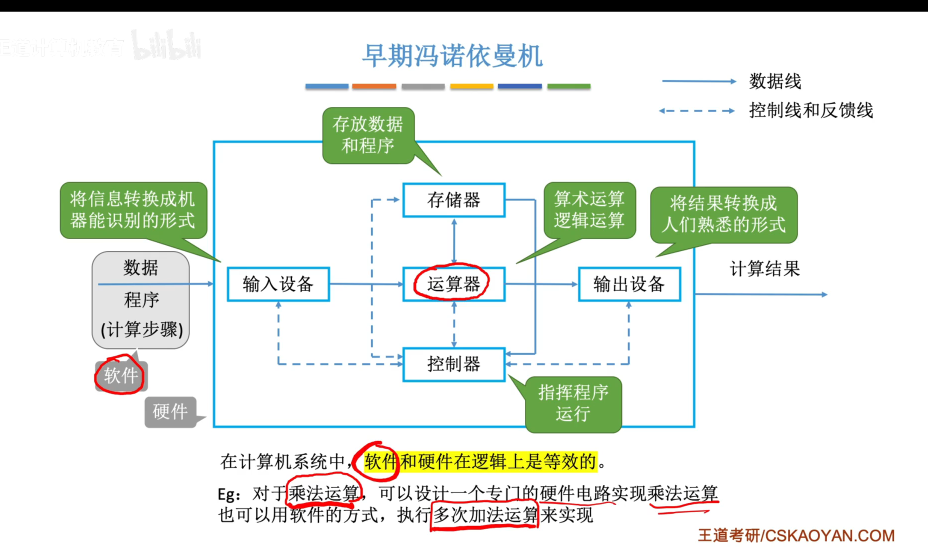 bilibili
早期冯诺依曼机
数据线
控制线和反馈线
存放数据
和程序
将信息转换成机
器能识别的形式
存储器
算术运算
逻辑运算
将结果转换成
人们熟悉的形式
数据
程序
(计算步骤)
输入设备
运算器
输出设备
计算结果
控制器
软件
硬件
指挥程序
运行
在计算机系统中，软件和硬件在逻辑上是等效的。
Eg：对于乘法运算，可以设计一个专门的硬件电路实现乘法运算
也可以用软件的方式，执行多次加法运算来实现
王道考研/CSKAOYAN.COM